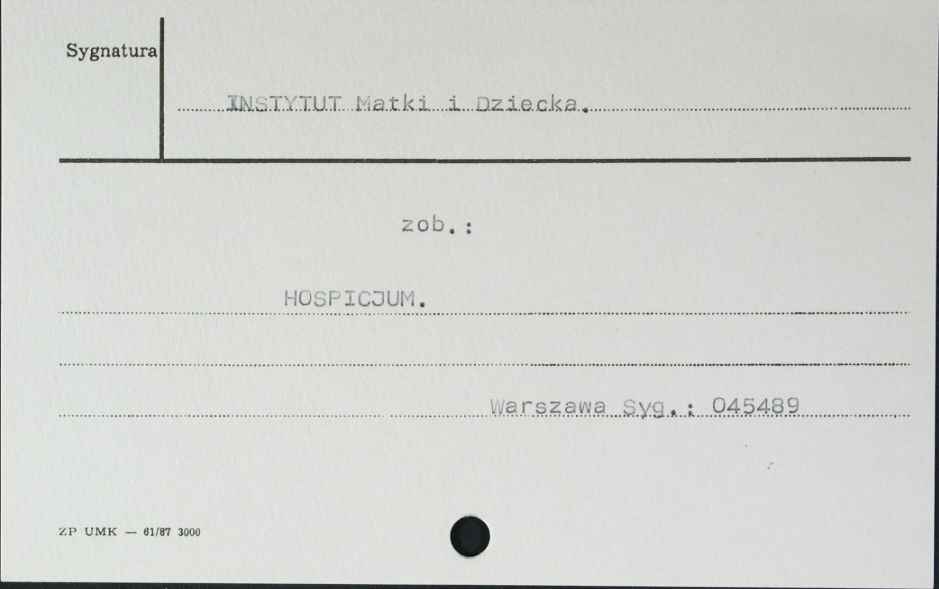 Sygnatura
INSTYTUT Matki i Dziecka.
zob.:
HOSPICJUM.
Warszawa Syg.: 045489
ZP UMK — 61/87 3000